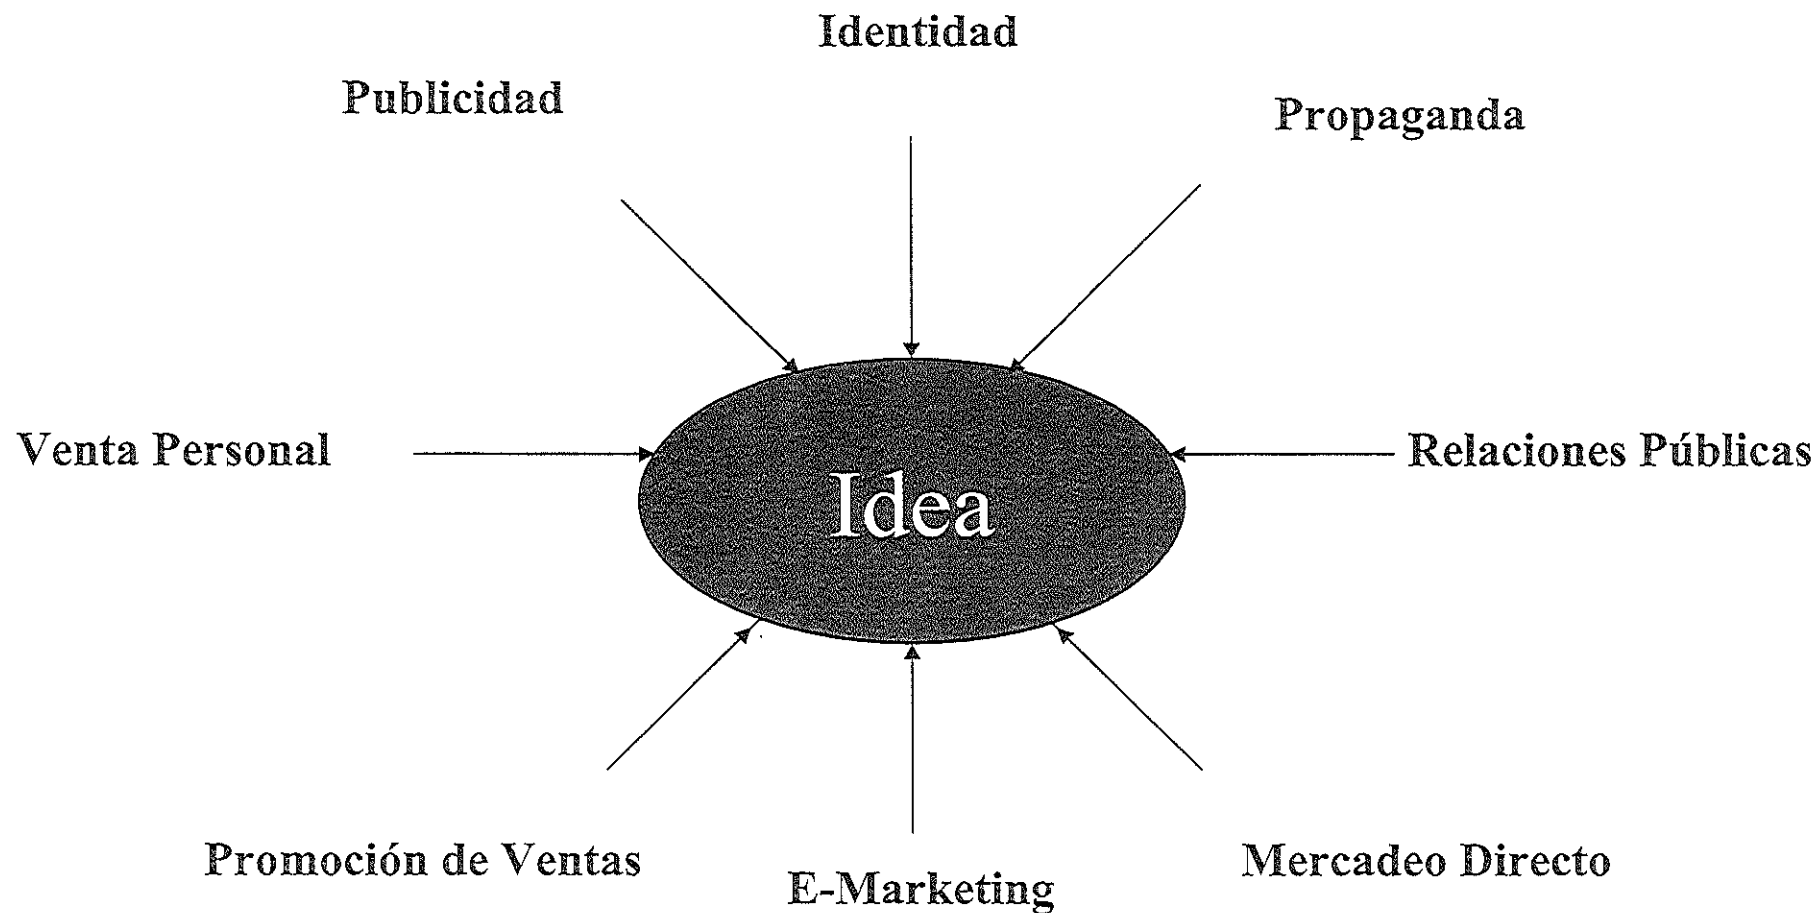 Identidad
Publicidad
Propaganda
Venta Personal
Relaciones Públicas
Idea
Promoción de Ventas
E-Marketing
Mercadeo Directo